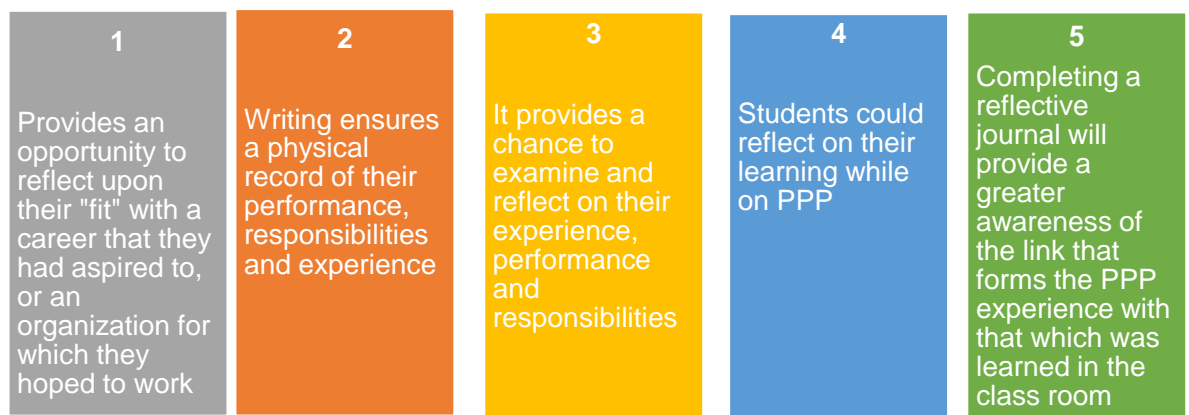 1
Provides an
opportunity to
reflect upon
their "fit" with a
career that they
had aspired to,
or an
organization for
which they
hoped to work
2
Writing ensures
a physical
record of their
performance,
responsibilities
and experience
3
It provides a
chance to
examine and
reflect on their
experience,
performance
and
responsibilities
4
Students could
reflect on their
learning while
on PPP
5
Completing a
reflective
journal will
provide a
greater
awareness of
the link that
forms the PPP
experience with
that which was
learned in the
class room